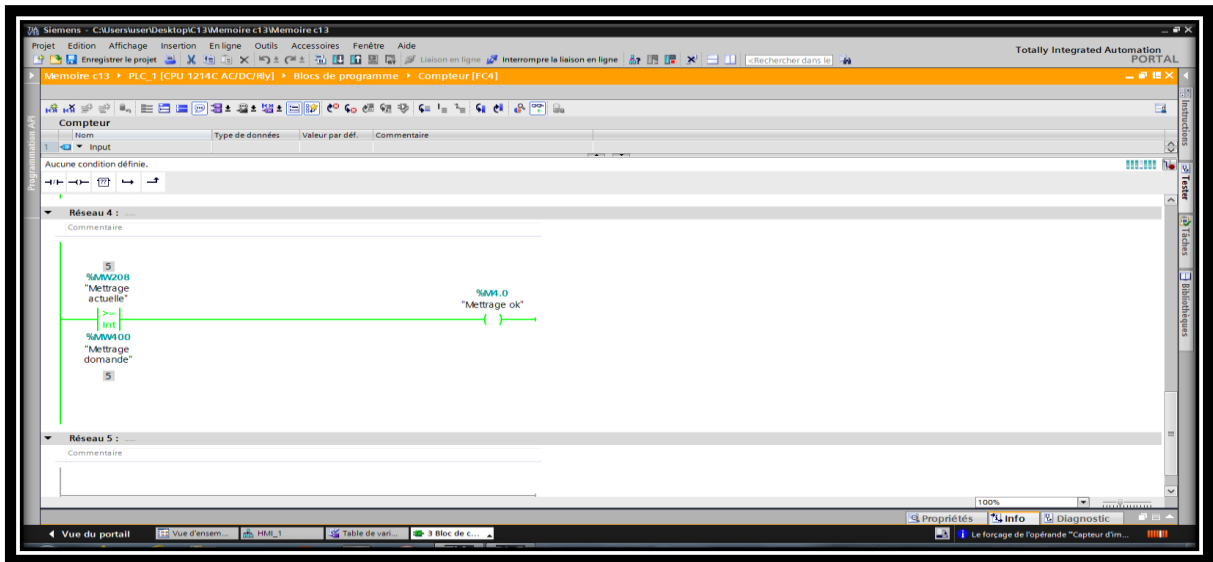 Siemens - C:\Users\user\Desktop\C13\Memoire c13\Memoire c13
Projet Edition Affichage Insertion En ligne Outils Accessoires Fenêtre Aide
Totally Integrated Automation
PORTAL
Enregistrer le projet Liaison en ligne Interrompre la liaison en ligne <Rechercher dans le
Memoire c13 PLC_1 [CPU 1214C AC/DC/Rly] Blocs de programme Compteur [FC4]
Compteur
Nom Type de données Valeur par déf. Commentaire
1 Input
Aucune condition définie.
Réseau 4 : .....
Commentaire
5
%MW208
"Mettrage
actuelle"
>=
Int
%MW400
"Mettrage
domande"
5
%M4.0
"Mettrage ok"
Réseau 5 : .....
Commentaire
100%
Propriétés Info Diagnostic
Vue du portail Vue d'ensem... HMI_1 Table de vari... 3 Bloc de c...
Le forçage de l'opérande "Capteur d'im...
Programmation API
Instructions
Tester
Tâches
Bibliothèques